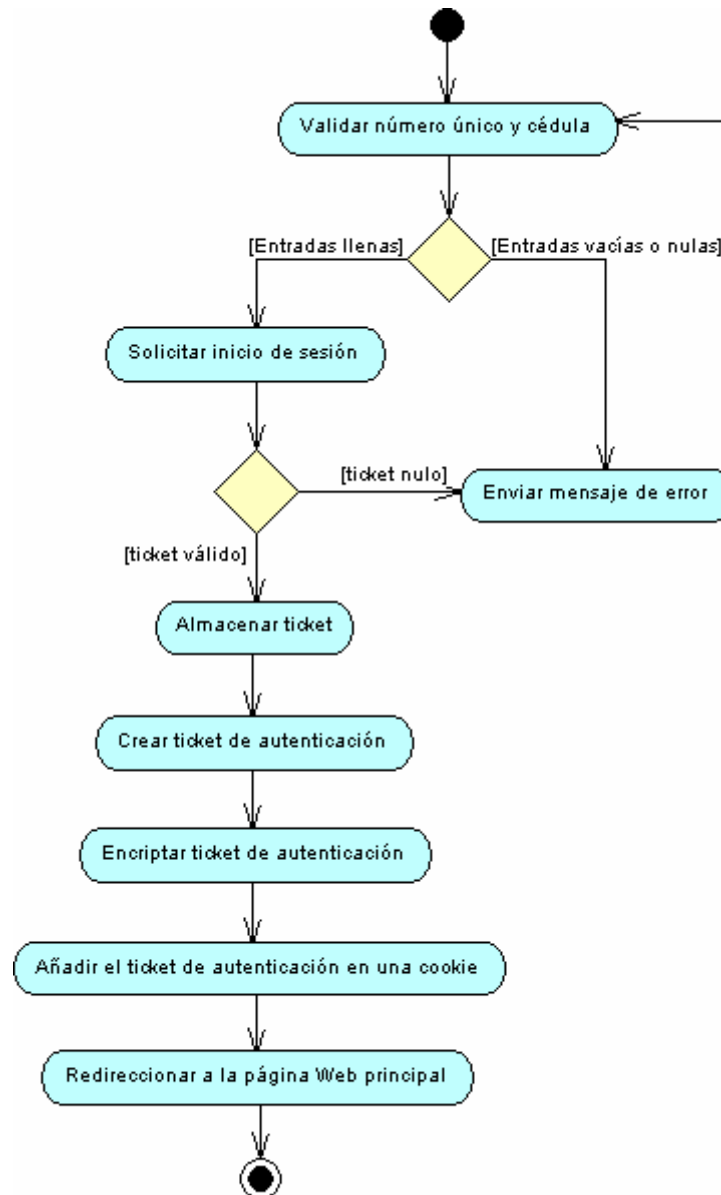 Validar número único y cédula
[Entradas llenas]
[Entradas vacías o nulas]
Solicitar inicio de sesión
[ticket nulo]
Enviar mensaje de error
[ticket válido]
Almacenar ticket
Crear ticket de autenticación
Encriptar ticket de autenticación
Añadir el ticket de autenticación en una cookie
Redireccionar a la página Web principal